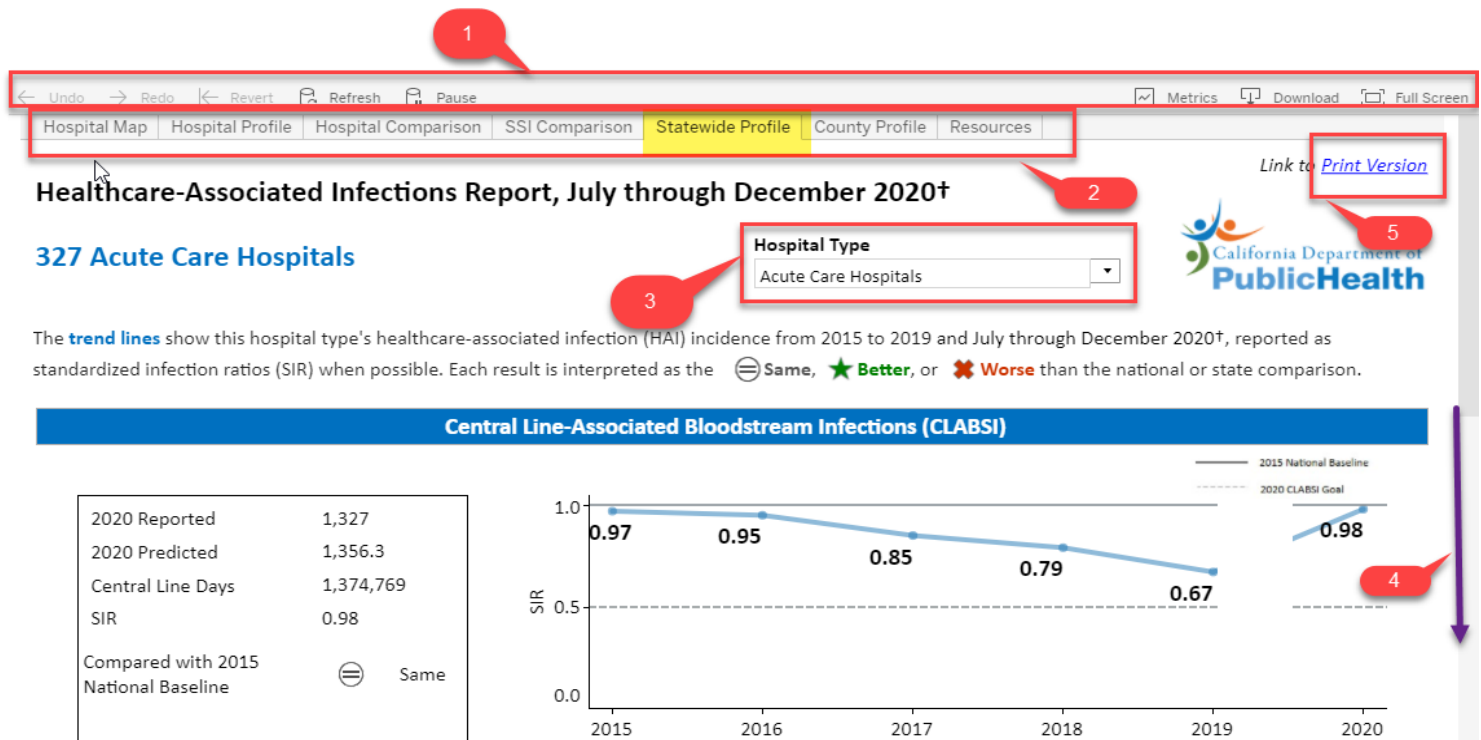 1
Undo Redo Revert Refresh Pause Metrics Download Full Screen
Hospital Map Hospital Profile Hospital Comparison SSI Comparison Statewide Profile County Profile Resources
Link to Print Version
2
5
Healthcare-Associated Infections Report, July through December 2020†
327 Acute Care Hospitals
Hospital Type
Acute Care Hospitals
3
California Department of
PublicHealth
The trend lines show this hospital type's healthcare-associated infection (HAI) incidence from 2015 to 2019 and July through December 2020†, reported as
standardized infection ratios (SIR) when possible. Each result is interpreted as the Same, Better, or Worse than the national or state comparison.
Central Line-Associated Bloodstream Infections (CLABSI)
2015 National Baseline
2020 CLABSI Goal
2020 Reported 1,327
2020 Predicted 1,356.3
Central Line Days 1,374,769
SIR 0.98
Compared with 2015
National Baseline
Same
SIR
1.0
0.5
0.0
0.97 0.95 0.85 0.79 0.67 0.98
4
2015 2016 2017 2018 2019 2020